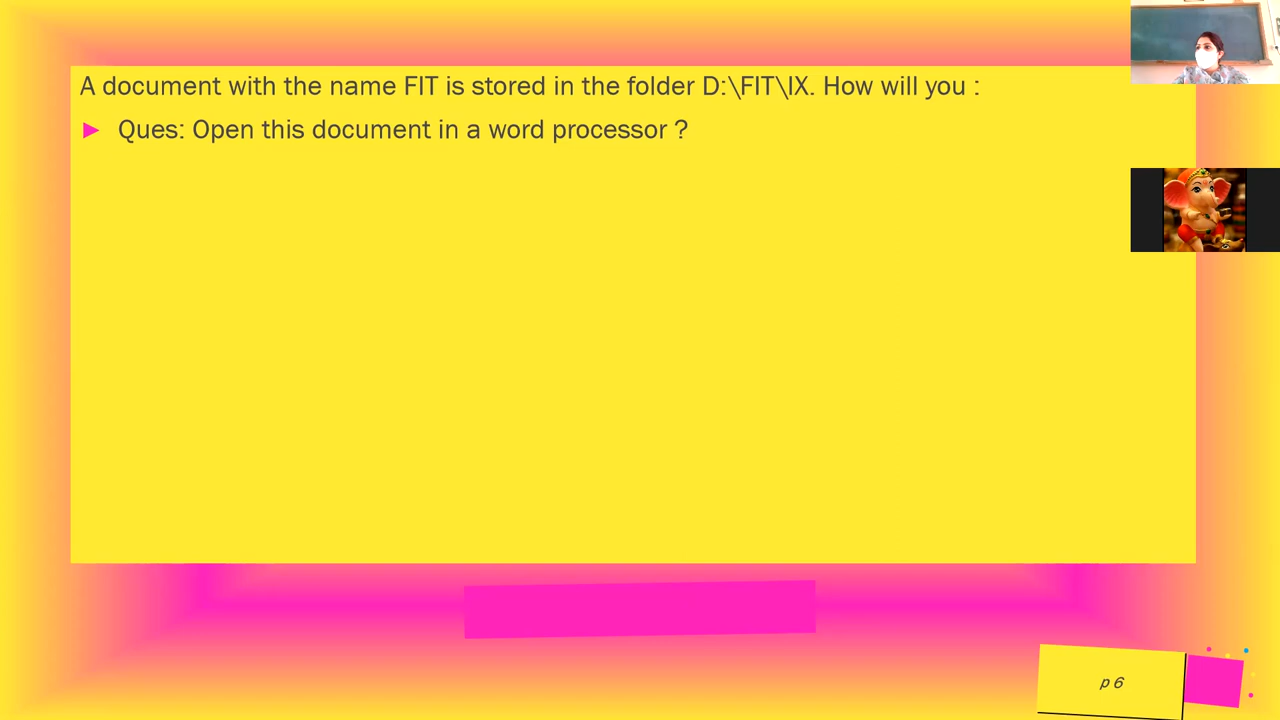 A document with the name FIT is stored in the folder D:\FIT\IX. How will you :
► Ques: Open this document in a word processor ?
p 6